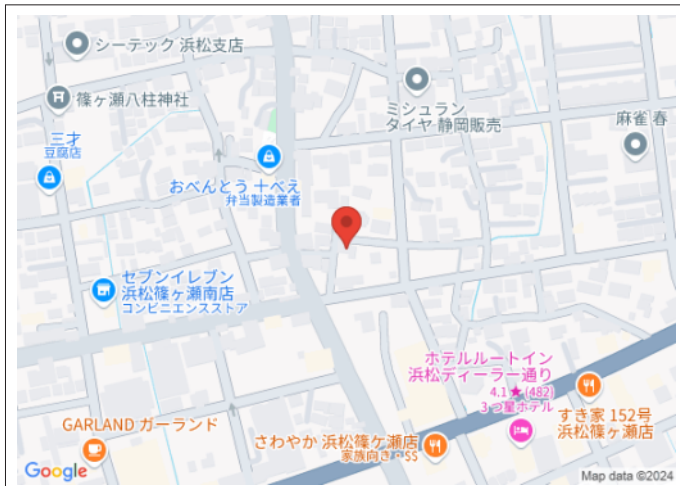 シーテック 浜松支店
篠ヶ瀬八柱神社
三才
豆腐店
ミシュラン
タイヤ 静岡販売
麻雀 春
おべんとう 十べえ
弁当製造業者
セブンイレブン
浜松篠ヶ瀬南店
コンビニエンスストア
ホテルルートイン
浜松ディーラー通り
4.1★(482)
3 つ星ホテル
すき家 152号
浜松篠ヶ瀬店
GARLAND ガーランド
さわやか 浜松篠ケ瀬店
家族向き・SS
Google
Map data ©2024